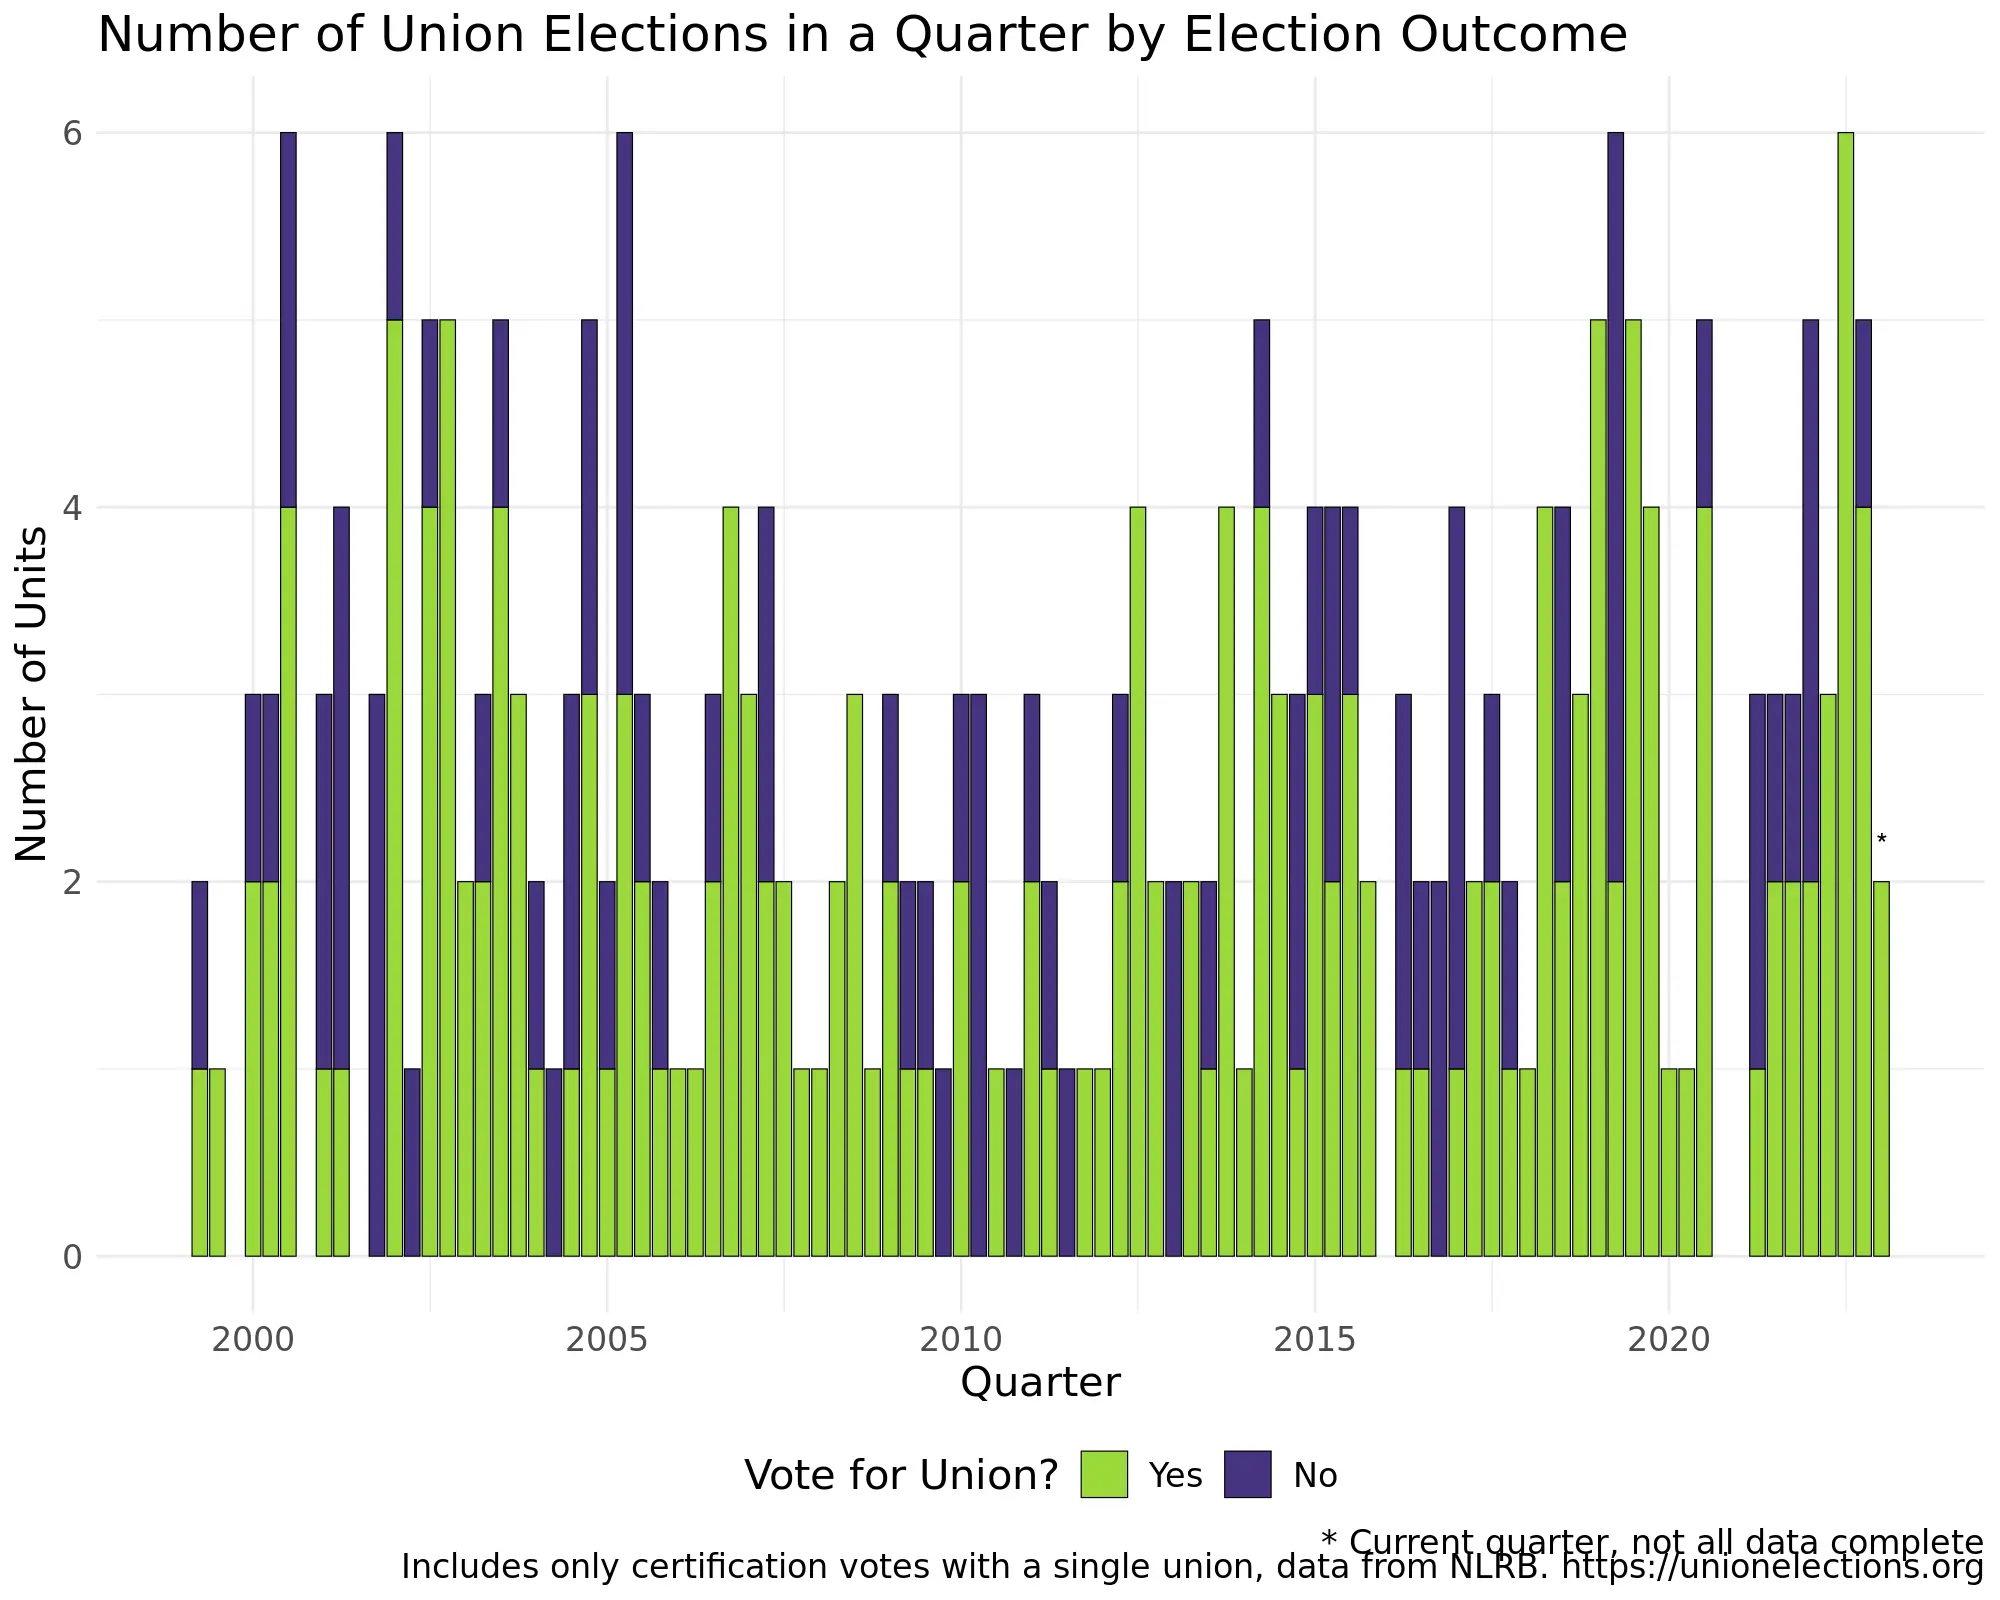 Number of Union Elections in a Quarter by Election Outcome
Number of Units
6
4
2
0
*
2000 2005 2010 2015 2020
Quarter
Vote for Union? Yes No
* Current quarter, not all data complete
Includes only certification votes with a single union, data from NLRB. https://unionelections.org